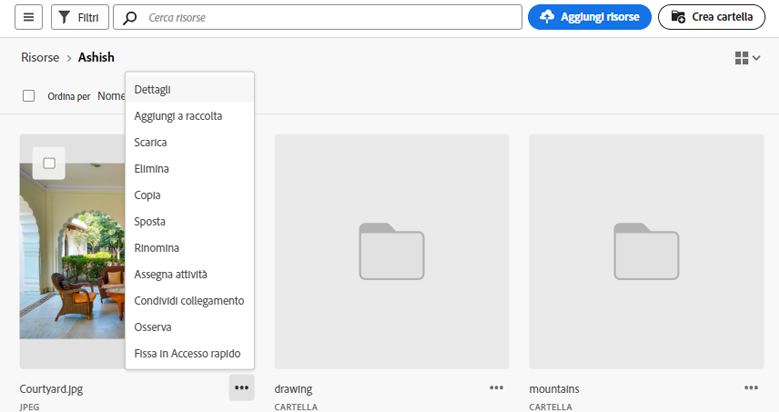 Filtri
Cerca risorse
Aggiungi risorse
Crea cartella
Risorse > Ashish
Ordina per Nome
Dettagli
Aggiungi a raccolta
Scarica
Elimina
Copia
Sposta
Rinomina
Assegna attività
Condividi collegamento
Osserva
Fissa in Accesso rapido
Courtyard.jpg
JPEG
drawing
CARTELLA
mountains
CARTELLA